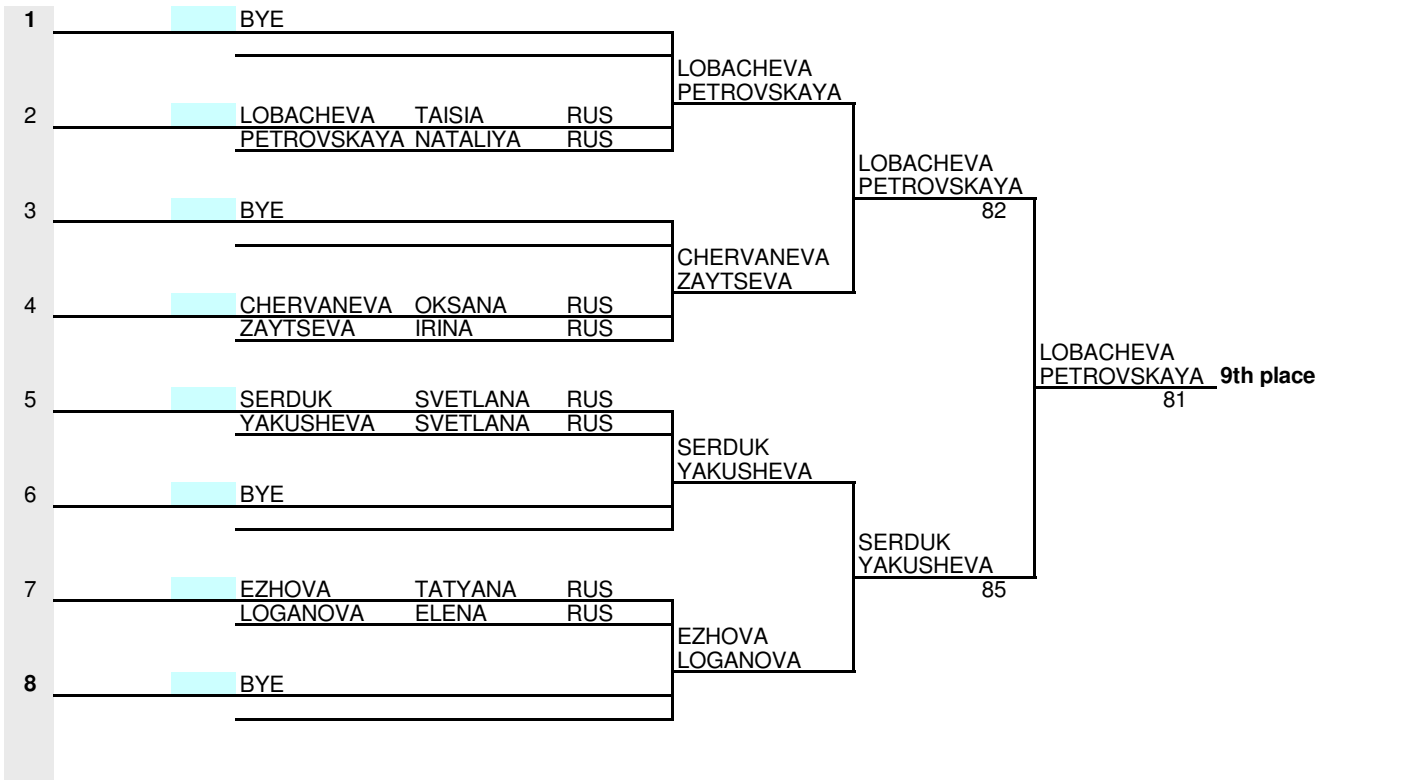 1 BYE
LOBACHEVA
PETROVSKAYA
2 LOBACHEVA TAISIA RUS
PETROVSKAYA NATALIYA RUS
LOBACHEVA
PETROVSKAYA
82
3 BYE
CHERVANEVA
ZAYTSEVA
4 CHERVANEVA OKSANA RUS
ZAYTSEVA IRINA RUS
LOBACHEVA
PETROVSKAYA 9th place
81
5 SERDUK SVETLANA RUS
YAKUSHEVA SVETLANA RUS
SERDUK
YAKUSHEVA
6 BYE
SERDUK
YAKUSHEVA
85
7 EZHOVA TATYANA RUS
LOGANOVA ELENA RUS
EZHOVA
LOGANOVA
8 BYE